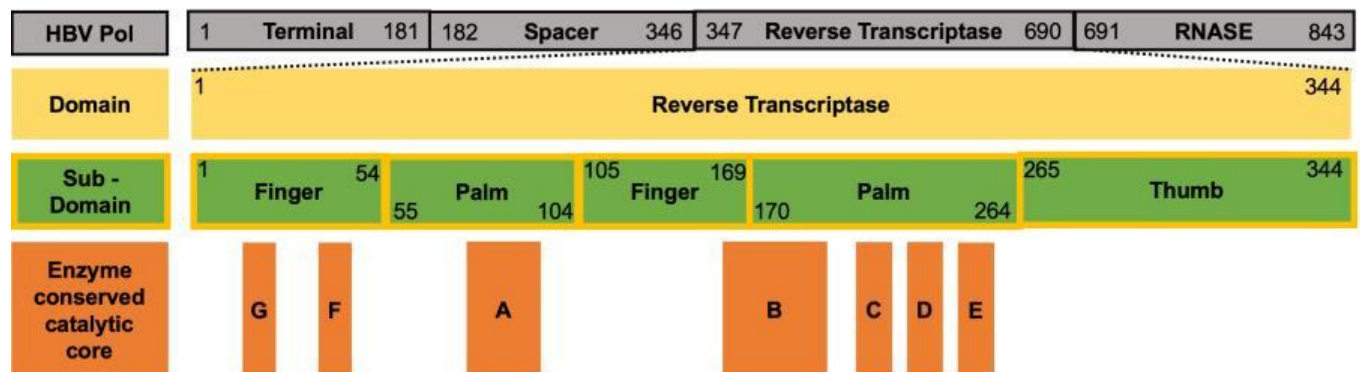 HBV Pol
1 Terminal 181 182 Spacer 346 347 Reverse Transcriptase 690 691 RNASE 843
Domain
1 Reverse Transcriptase 344
Sub -
Domain
1 Finger 54
55 Palm 104
105 Finger 169
170 Palm 264
265 Thumb 344
Enzyme
conserved
catalytic
core
G F A B C D E